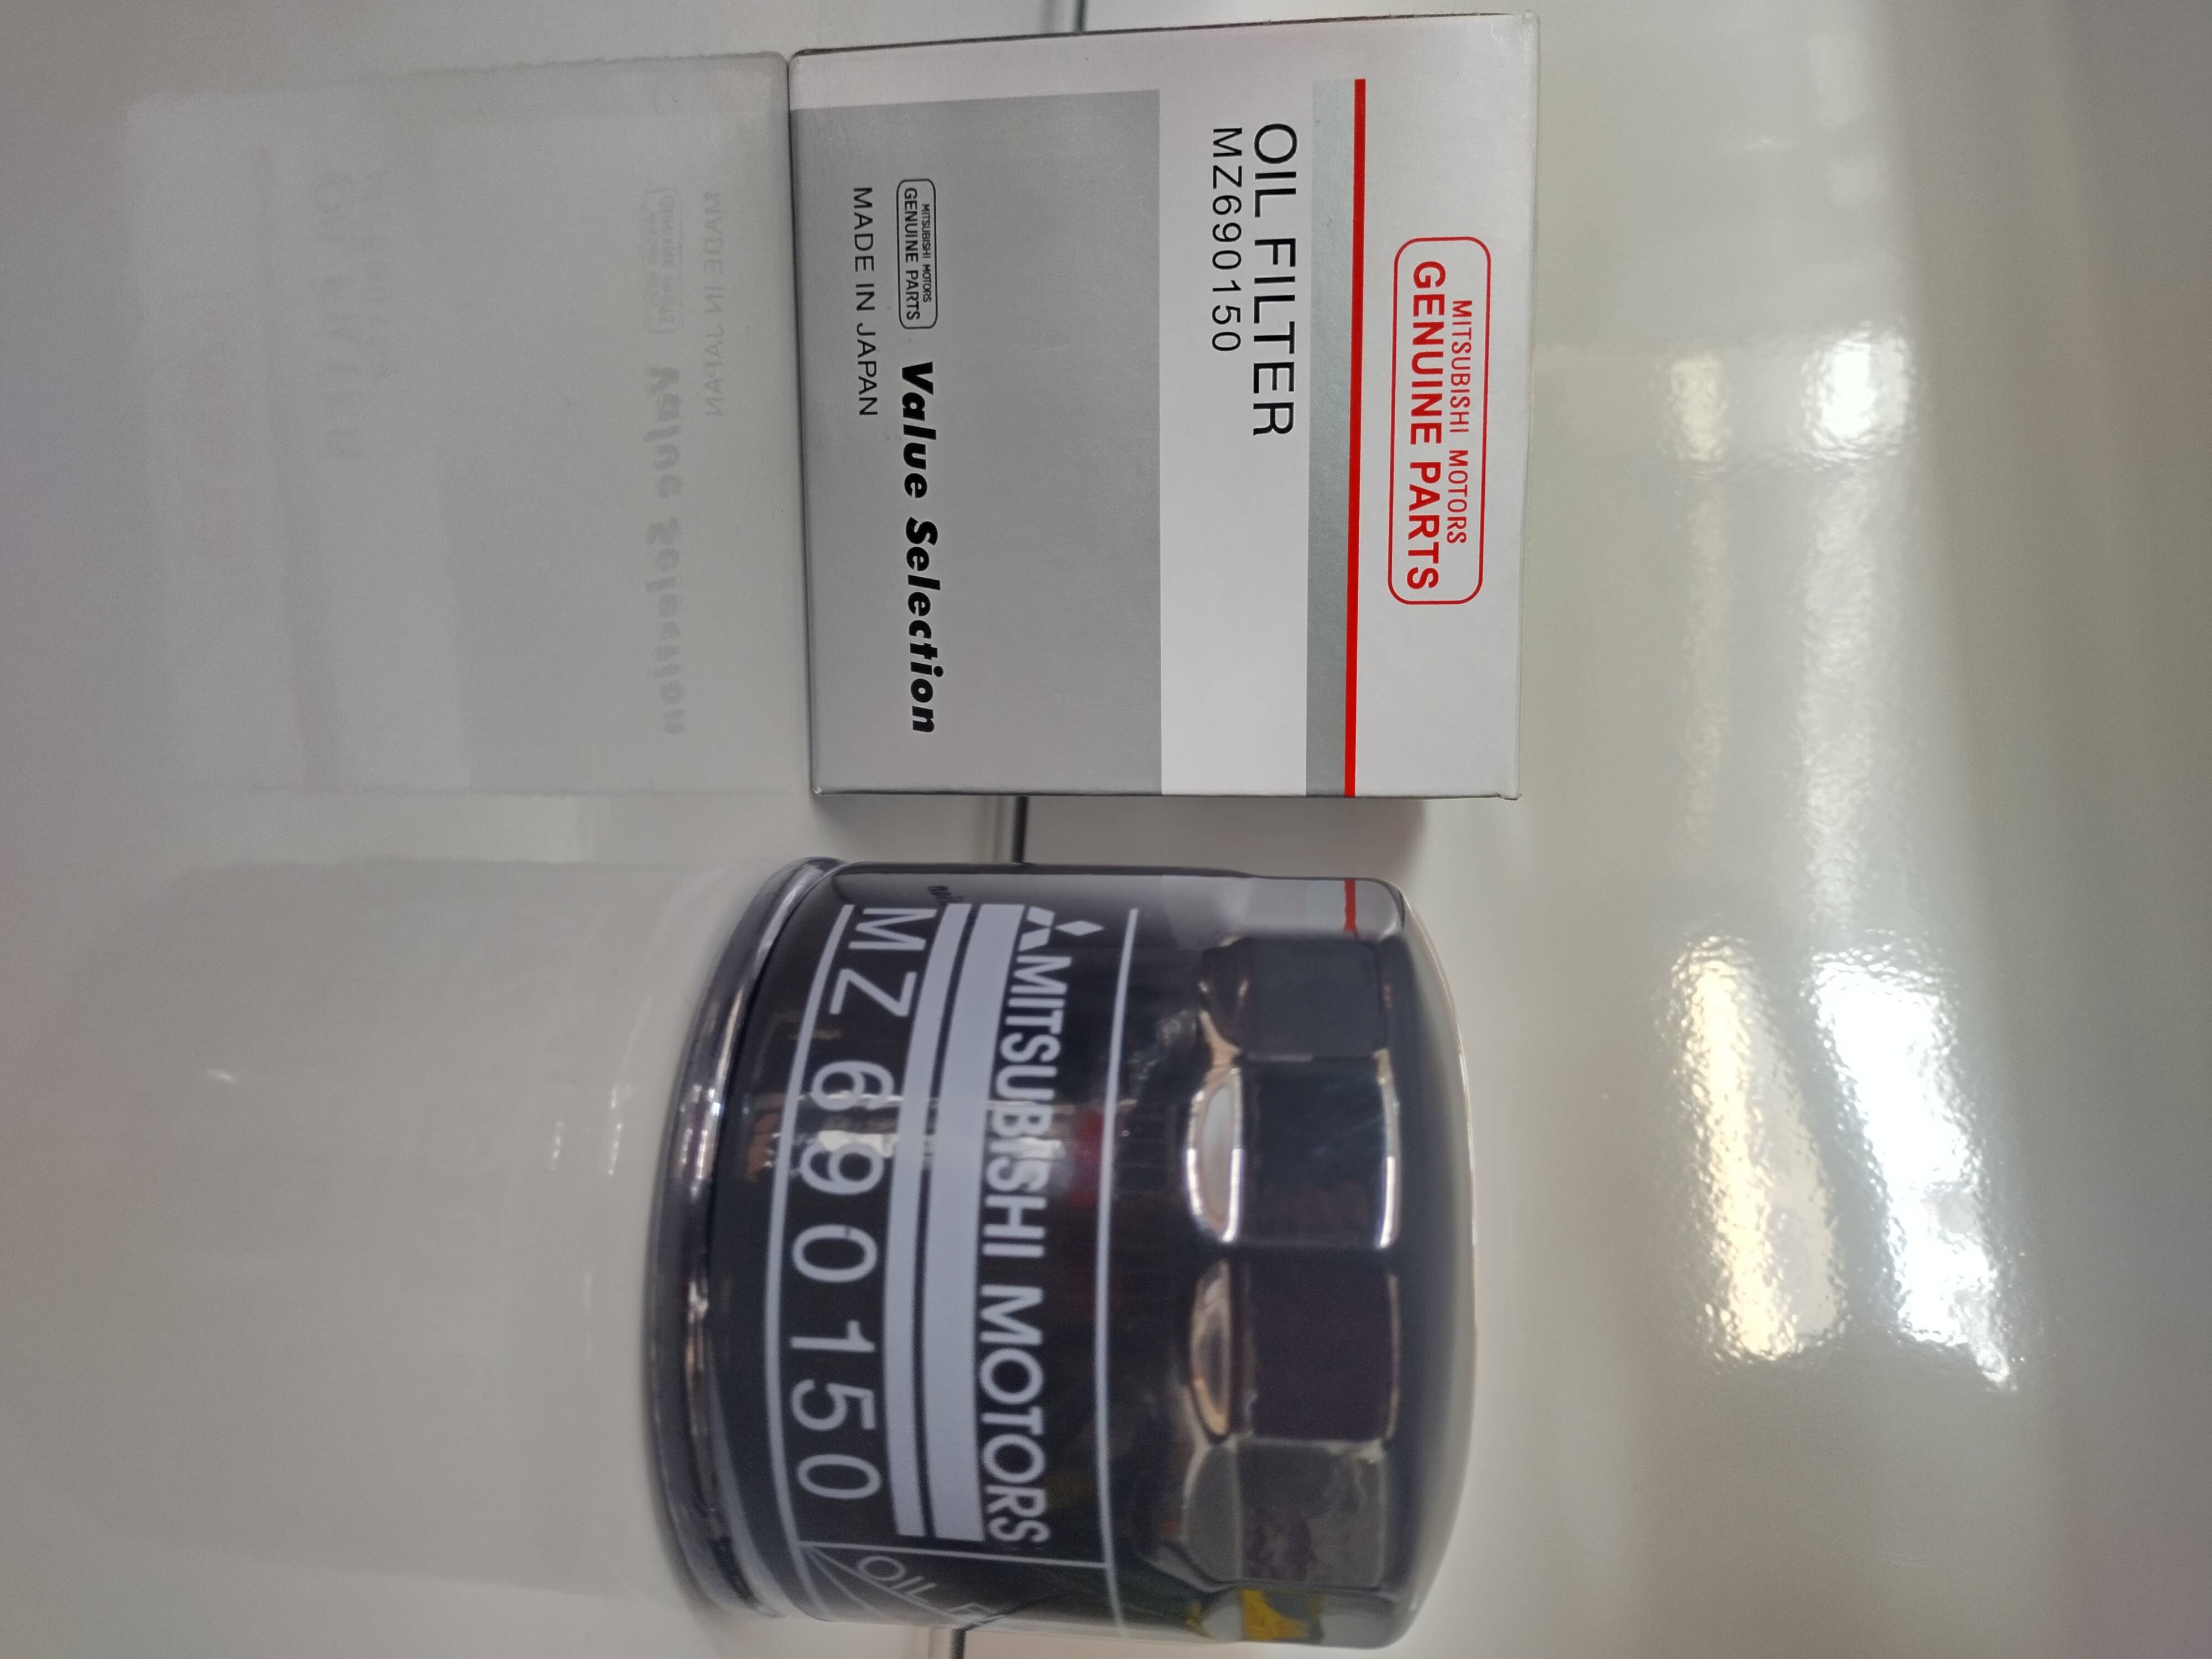 MITSUBISHI MOTORS
GENUINE PARTS
OIL FILTER
MZ690150
MITSUBISHI MOTORS
GENUINE PARTS
Value Selection
MADE IN JAPAN
MITSUBISHI MOTORS
MZ690150
OIL